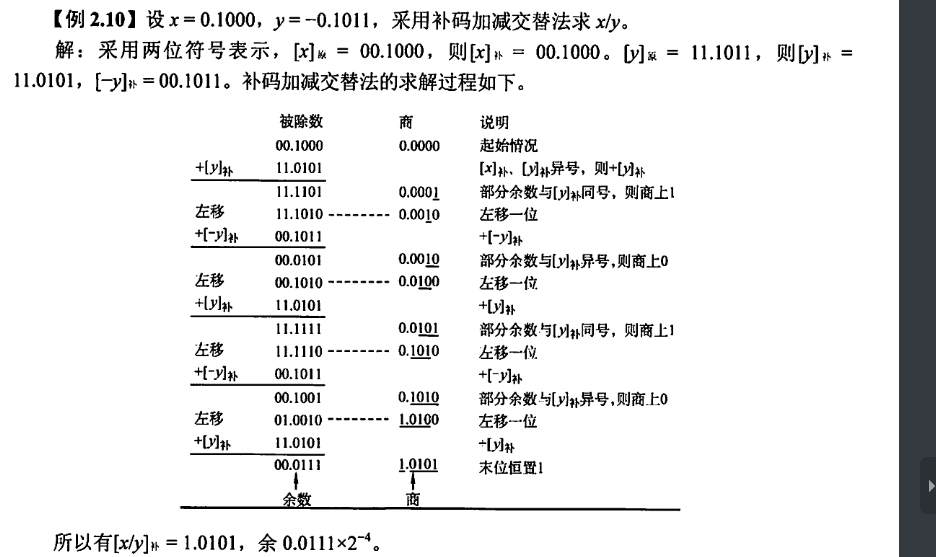 【例 2.10】设 x = 0.1000，y = −0.1011，采用补码加减交替法求 x/y。
解：采用两位符号表示，[x]原 = 00.1000，则[x]补 = 00.1000。[y]原 = 11.1011，则[y]补 =
11.0101，[−y]补 = 00.1011。补码加减交替法的求解过程如下。
被除数 商 说明
00.1000 0.0000 起始情况
+[y]补 11.0101 [x]补、[y]补异号，则+[y]补
11.1101 0.0001 部分余数与[y]补同号，则商上1
左移 11.1010 -------- 0.0010 左移一位
+[-y]补 00.1011 +[-y]补
00.0101 0.0010 部分余数与[y]补异号,则商上0
左移 00.1010 -------- 0.0100 左移一位
+[y]补 11.0101 +[y]补
11.1111 0.0101 部分余数与[y]补同号，则商上1
左移 11.1110 -------- 0.1010 左移一位
+[-y]补 00.1011 +[-y]补
00.1001 0.1010 部分余数与[y]补异号,则商上0
左移 01.0010 -------- 1.0100 左移一位
+[y]补 11.0101 +[y]补
00.0111 1.0101 末位恒置1
余数 商
所以有[x/y]补 = 1.0101，余 0.0111×2⁻⁴。